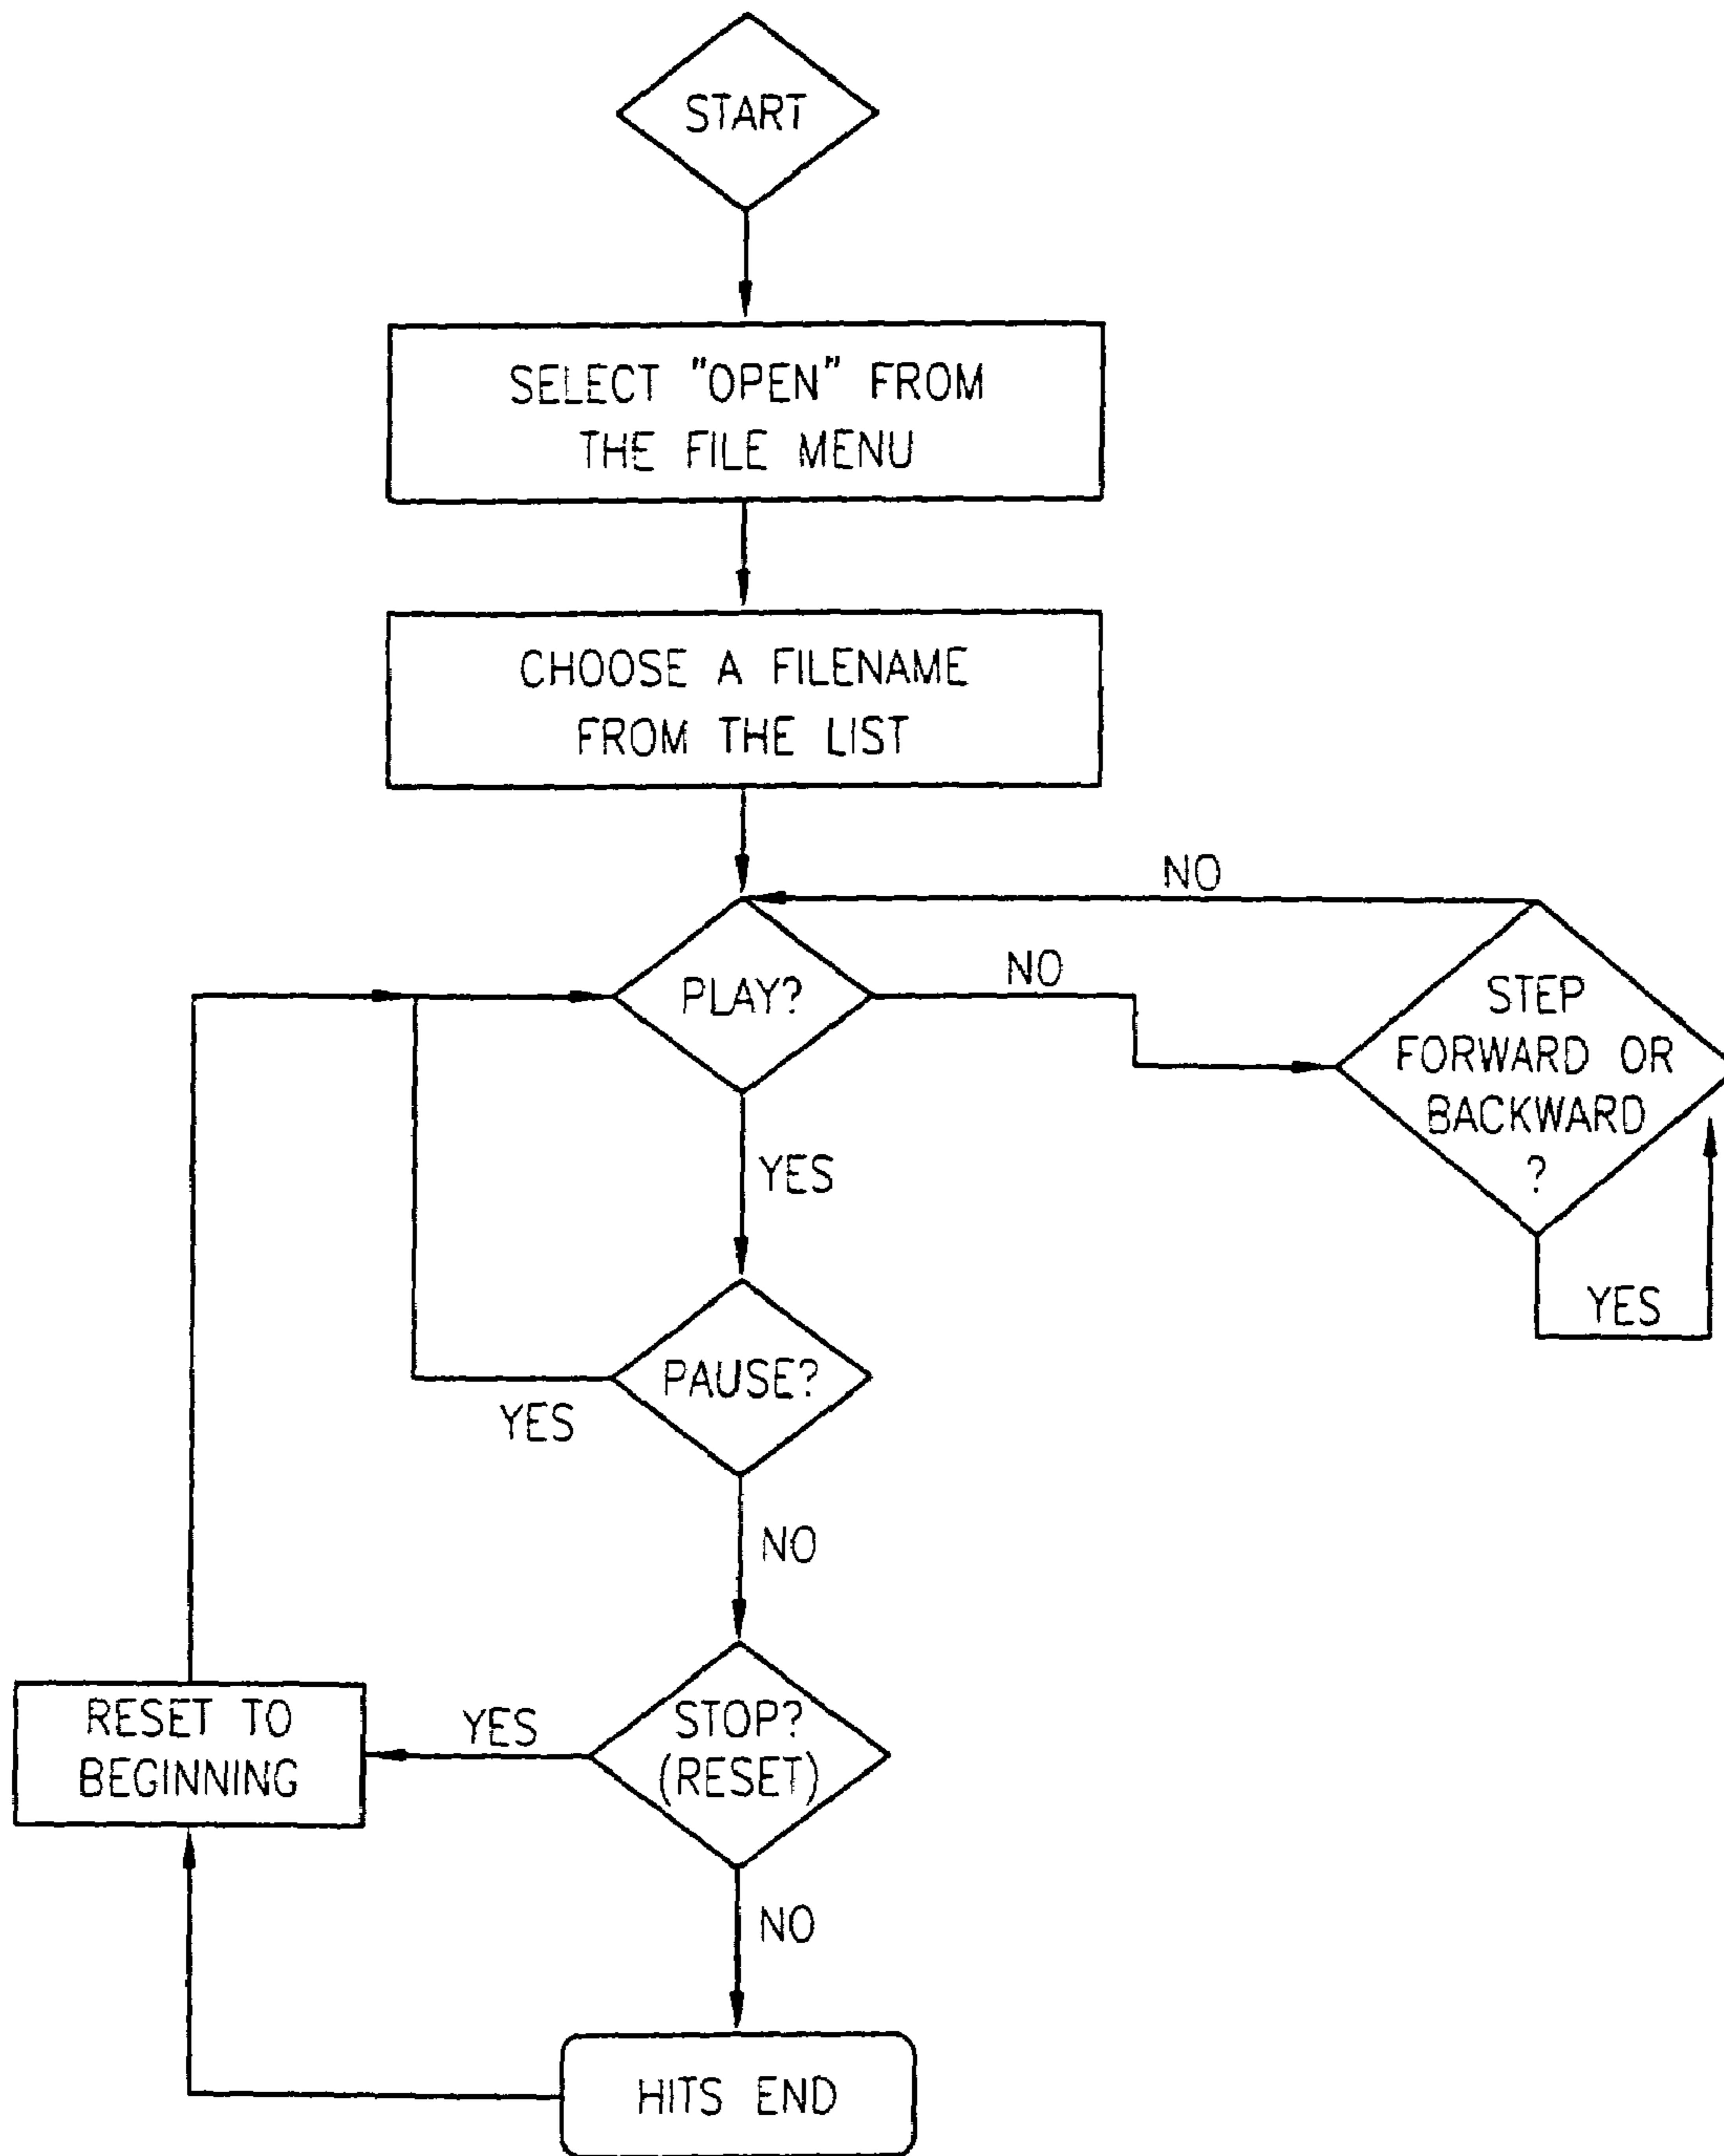 START
SELECT "OPEN" FROM
THE FILE MENU
CHOOSE A FILENAME
FROM THE LIST
NO
PLAY?
NO
STEP
FORWARD OR
BACKWARD
?
YES
YES
PAUSE?
YES
NO
STOP?
(RESET)
YES
RESET TO
BEGINNING
NO
HITS END